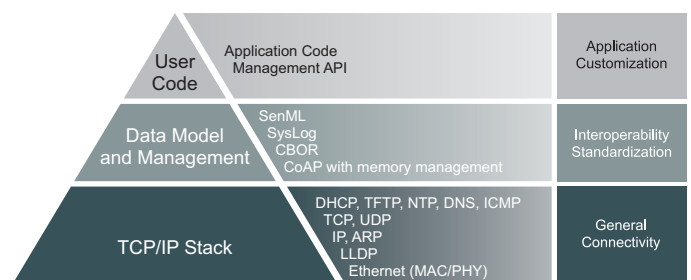 User
Code
Application Code
Management API
Application
Customization
Data Model
and Management
SenML
SysLog
CBOR
CoAP with memory management
Interoperability
Standardization
TCP/IP Stack
DHCP, TFTP, NTP, DNS, ICMP
TCP, UDP
IP, ARP
LLDP
Ethernet (MAC/PHY)
General
Connectivity